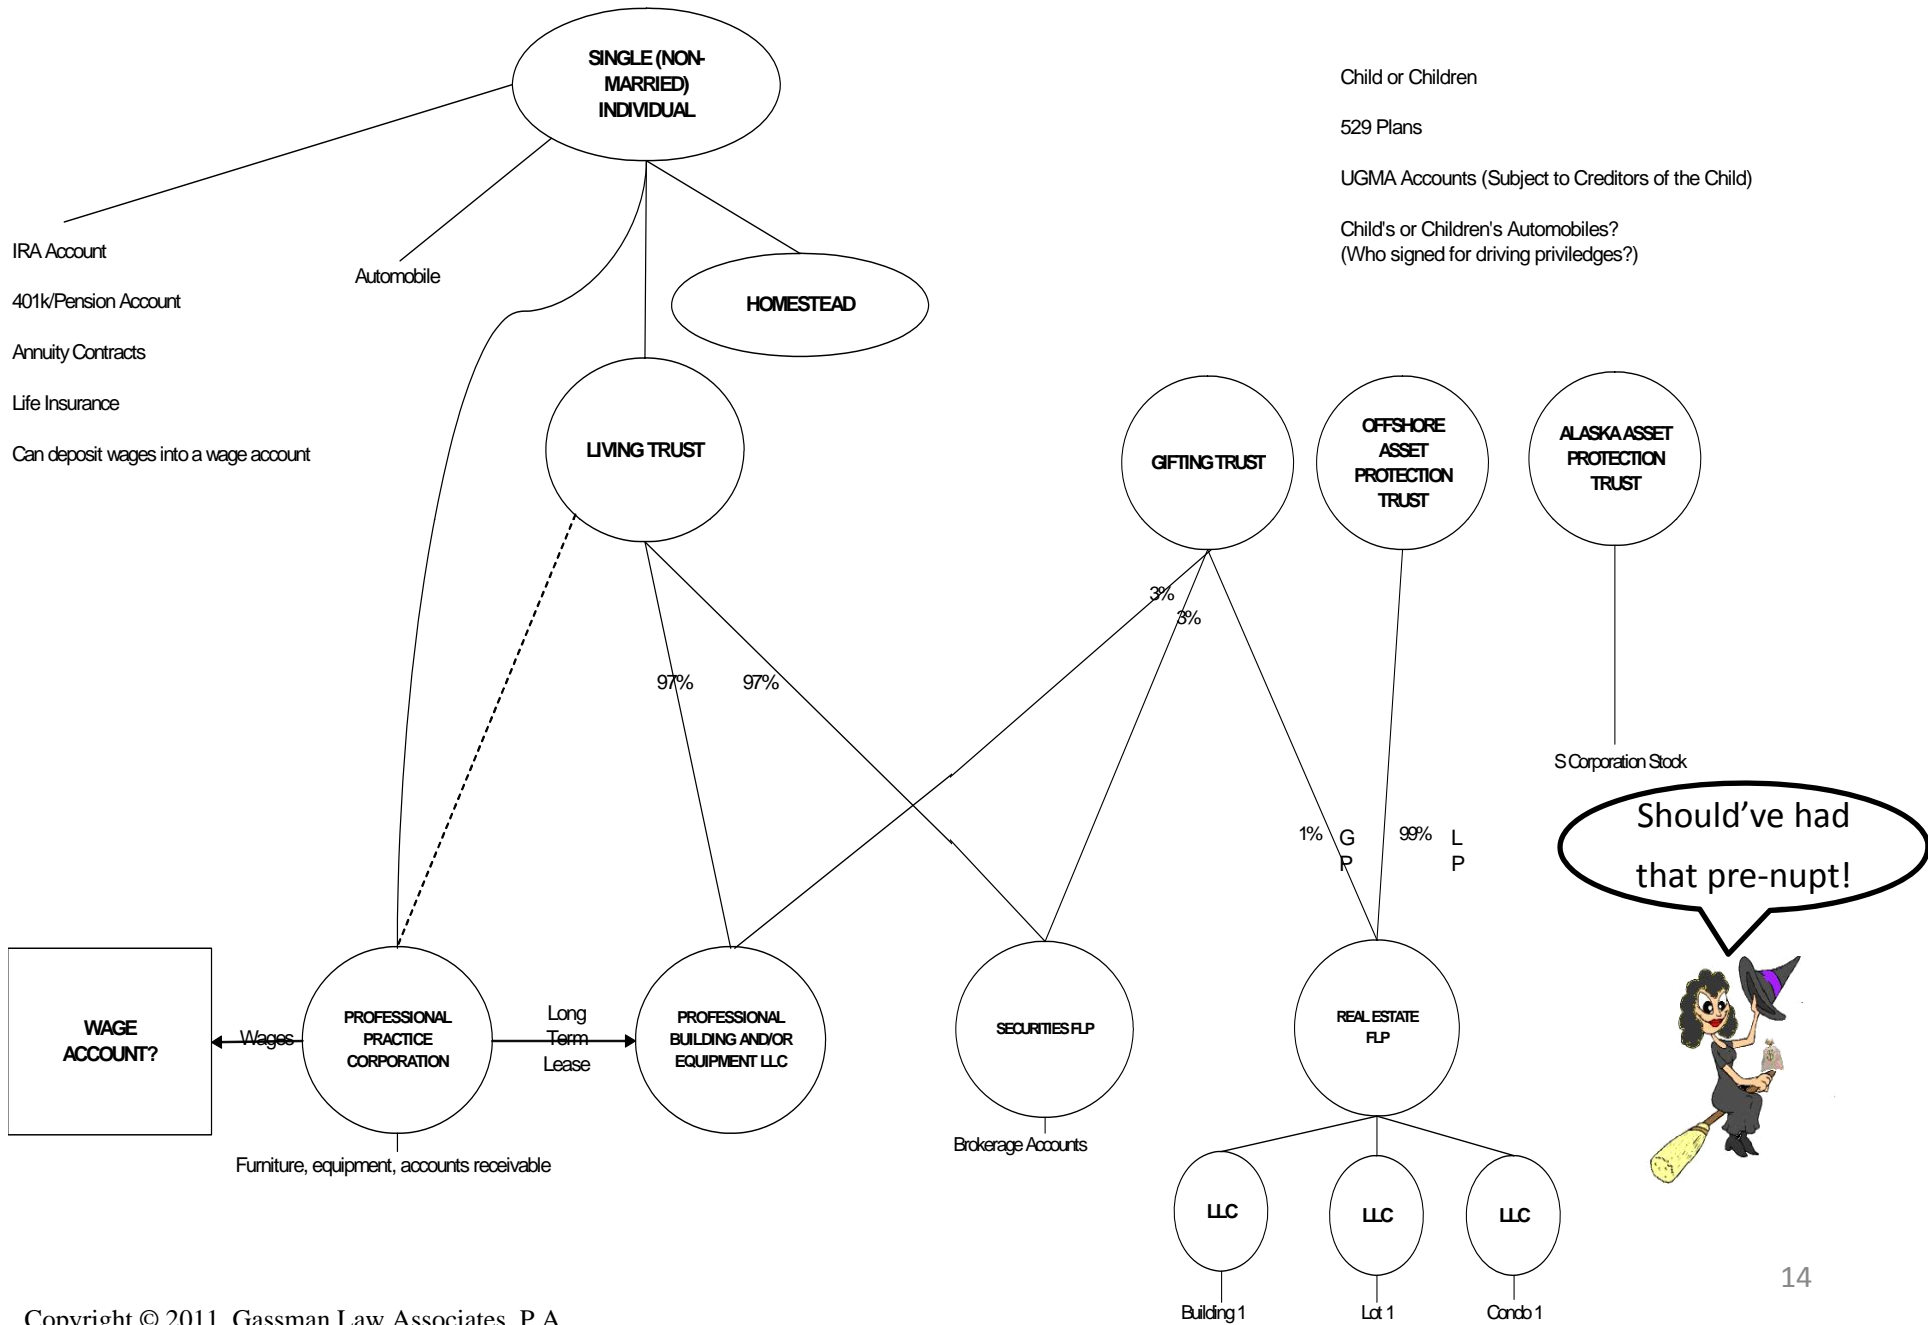 SINGLE (NON-
MARRIED)
INDIVIDUAL
Child or Children
529 Plans
UGMA Accounts (Subject to Creditors of the Child)
Child's or Children's Automobiles?
(Who signed for driving priviledges?)
IRA Account
401k/Pension Account
Annuity Contracts
Life Insurance
Can deposit wages into a wage account
Automobile
HOMESTEAD
LIVING TRUST
GIFTING TRUST
OFFSHORE
ASSET
PROTECTION
TRUST
ALASKA ASSET
PROTECTION
TRUST
3%
3%
97%
97%
S Corporation Stock
1%
G
P
99%
L
P
Should’ve had
that pre-nupt!
WAGE
ACCOUNT?
Wages
PROFESSIONAL
PRACTICE
CORPORATION
Long
Term
Lease
PROFESSIONAL
BUILDING AND/OR
EQUIPMENT LLC
SECURITIES FLP
REAL ESTATE
FLP
Furniture, equipment, accounts receivable
Brokerage Accounts
LLC
LLC
LLC
Building 1
Lot 1
Condo 1
$
14
Copyright © 2011 Gassman Law Associates, P.A.